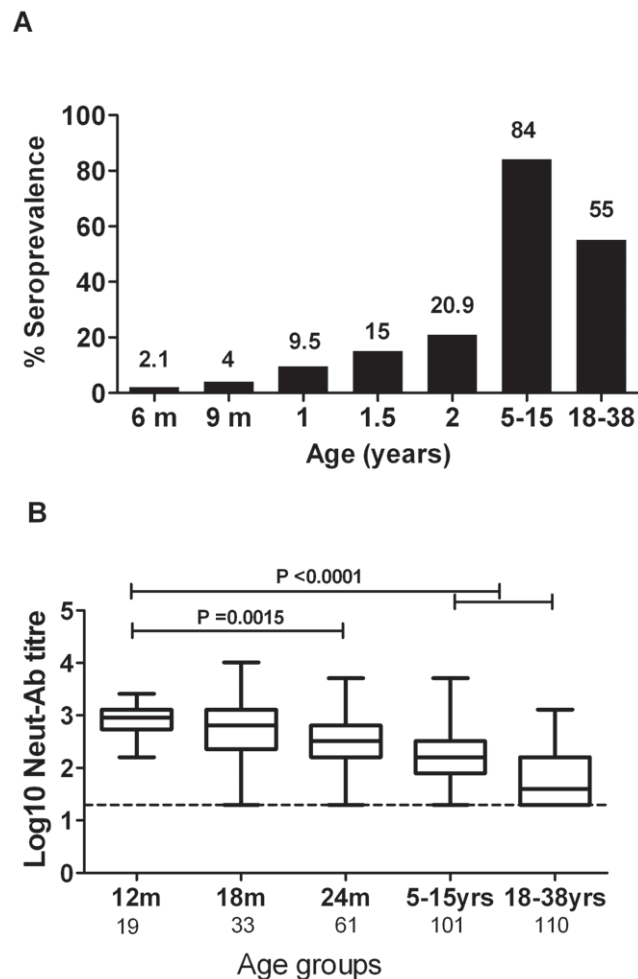 A
100
80
60
40
20
0
% Seroprevalence
2.1
4
9.5
15
20.9
84
55
6 m 9 m 1 1.5 2 5-15 18-38
Age (years)
B
P <0.0001
P =0.0015
5
4
3
2
1
0
Log10 Neut-Ab titre
12m 18m 24m 5-15yrs 18-38yrs
19 33 61 101 110
Age groups